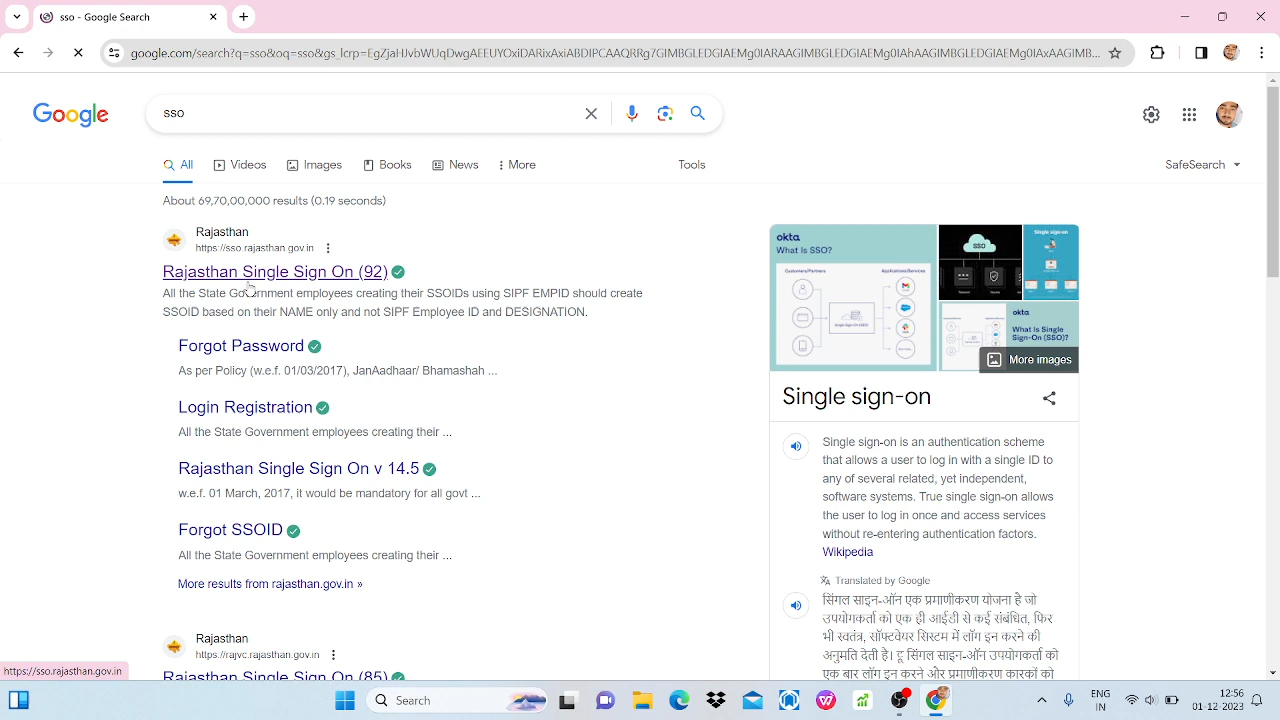 sso - Google Search
google.com/search?q=sso&oq=sso&gs_lcrp=
Google
sso
All
Videos
Images
Books
News
More
Tools
SafeSearch
About 69,70,00,000 results (0.19 seconds)
Rajasthan
https://sso.rajasthan.gov.in
Rajasthan Single Sign On (92)
All the State employees creating their SSOIDs using SIPF EMPID should create
SSOID based on their NAME only and not SIPF Employee ID and DESIGNATION.
Forgot Password
As per Policy (w.e.f. 01/03/2017), JanAadhaar/ Bhamashah ...
Login Registration
All the State Government employees creating their ...
Rajasthan Single Sign On v 14.5
w.e.f. 01 March, 2017, it would be mandatory for all govt ...
Forgot SSOID
All the State Government employees creating their ...
More results from rajasthan.gov.in »
Rajasthan
https://rajvc.rajasthan.gov.in
Rajasthan Single Sign On (85)
okta
What Is SSO?
Customers/Partners
SSO
Single sign-on
okta
What Is Single
Sign-On (SSO)?
More images
Single sign-on
Single sign-on is an authentication scheme
that allows a user to log in with a single ID to
any of several related, yet independent,
software systems. True single sign-on allows
the user to log in once and access services
without re-entering authentication factors.
Wikipedia
Translated by Google
सिंगल साइन-ऑन एक प्रमाणीकरण योजना है जो
उपयोगकर्ता को एक ही आईडी से कई संबंधित, फिर
भी स्वतंत्र, सॉफ्टवेयर सिस्टम में लॉग इन करने की
अनुमति देती है। ट्रू सिंगल साइन-ऑन उपयोगकर्ता को
एक बार लॉग इन करने और प्रमाणीकरण कारकों को
https://sso.rajasthan.gov.in
Search
ENG
IN
12:56
01-12-2023